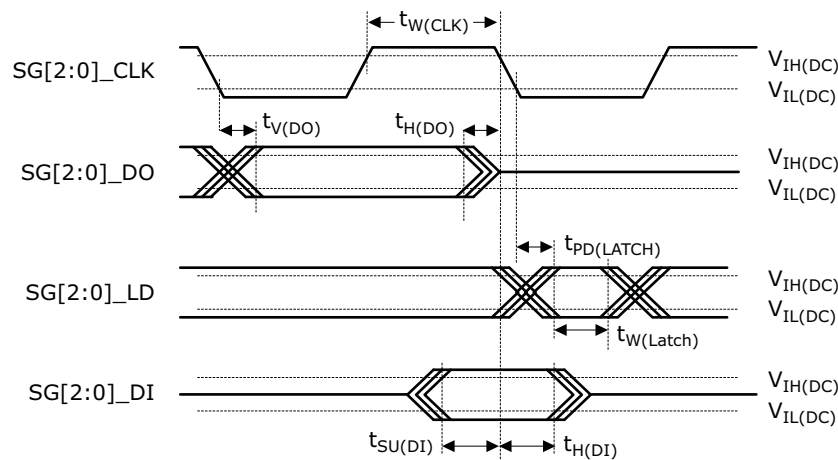 tW(CLK)
SG[2:0]_CLK
VIH(DC)
VIL(DC)
tV(DO)
tH(DO)
SG[2:0]_DO
VIH(DC)
VIL(DC)
tPD(LATCH)
SG[2:0]_LD
VIH(DC)
VIL(DC)
tW(Latch)
SG[2:0]_DI
VIH(DC)
VIL(DC)
tSU(DI)
tH(DI)